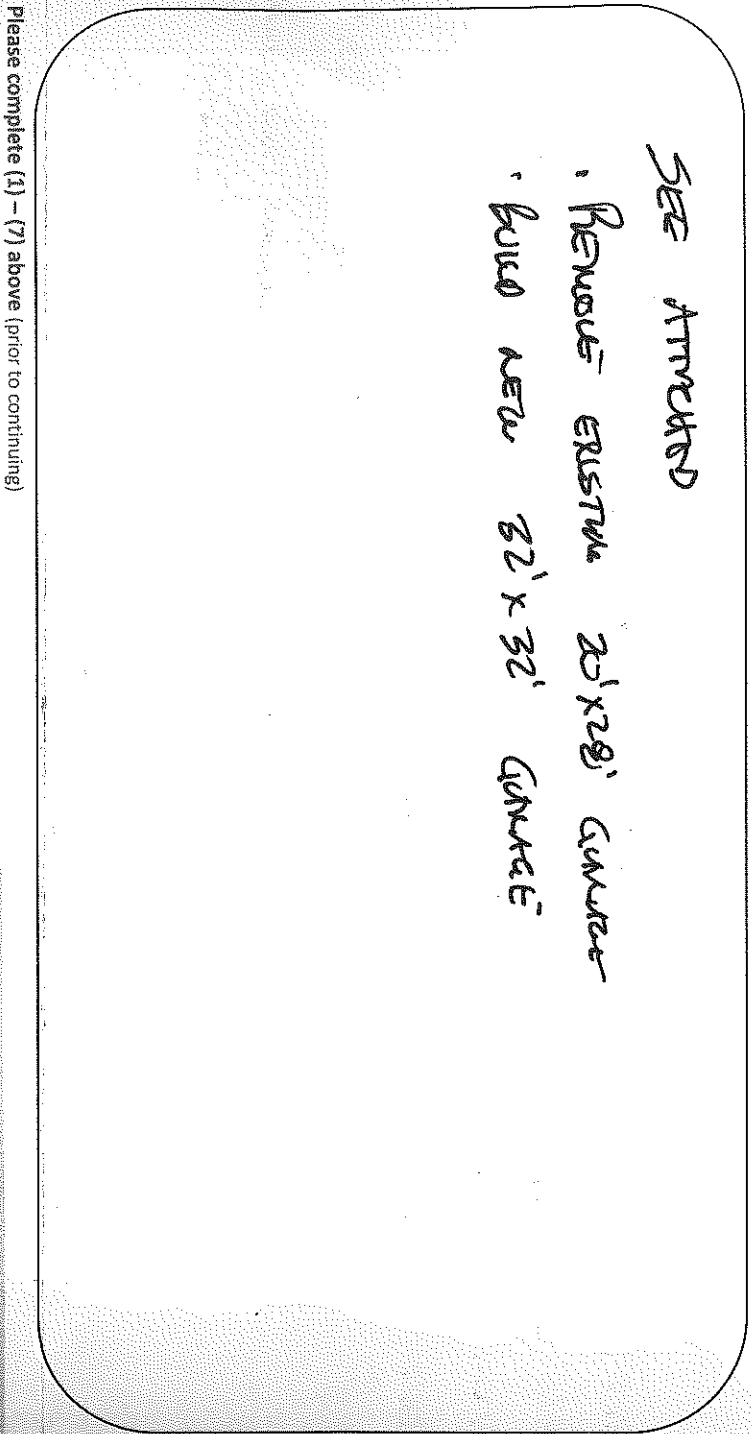 SEE ATTACHED
· REMOVE EXISTING 20'x28' GARAGE
· BUILD NEW 32'x32' GARAGE
Please complete (1) – (7) above (prior to continuing)